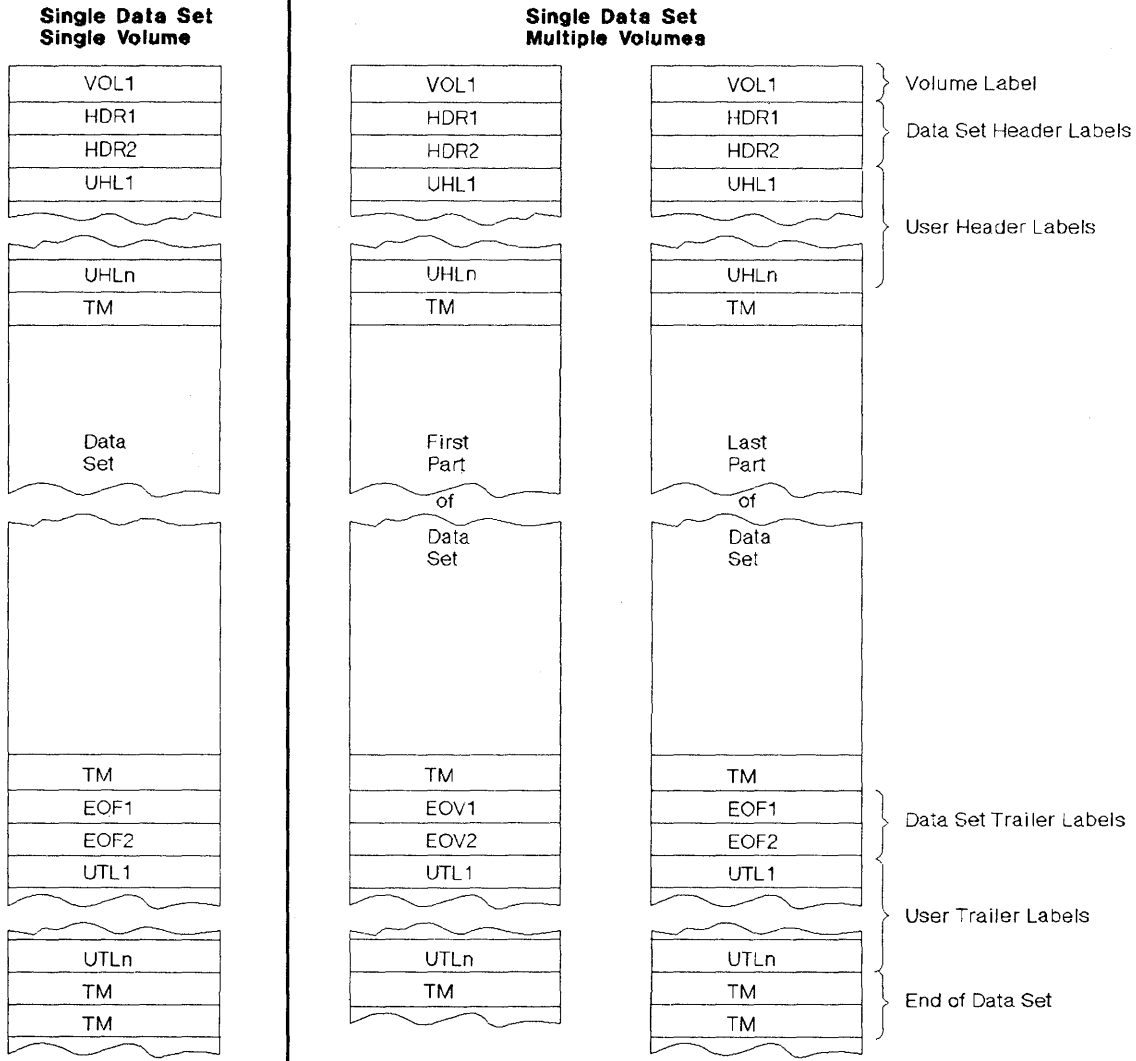 Single Data Set
Single Volume
VOL1
HDR1
HDR2
UHL1
UHLn
TM
Data
Set
TM
EOF1
EOF2
UTL1
UTLn
TM
TM
Single Data Set
Multiple Volumes
VOL1
HDR1
HDR2
UHL1
UHLn
TM
First
Part
of
Data
Set
TM
EOV1
EOV2
UTL1
UTLn
TM
VOL1
HDR1
HDR2
UHL1
UHLn
TM
Last
Part
of
Data
Set
TM
EOF1
EOF2
UTL1
UTLn
TM
TM
Volume Label
Data Set Header Labels
User Header Labels
Data Set Trailer Labels
User Trailer Labels
End of Data Set